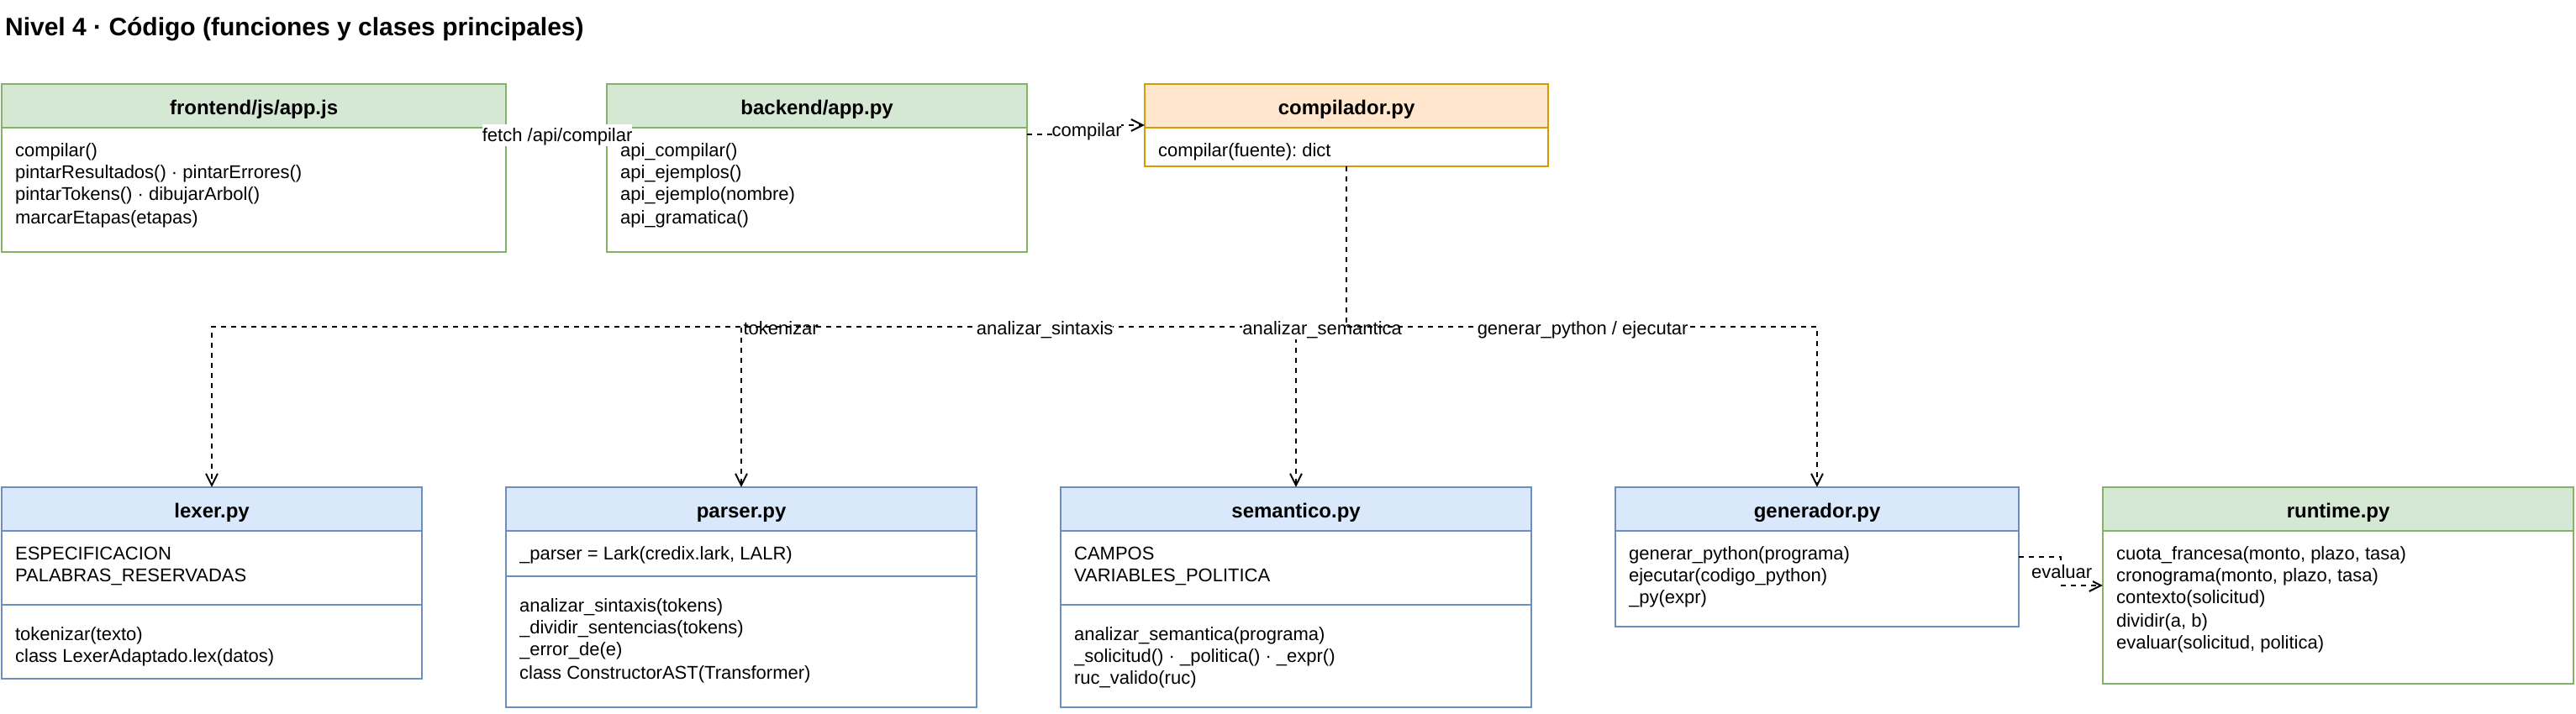 Nivel 4 · Código (funciones y clases principales)
frontend/js/app.js
compilar()
pintarResultados() · pintarErrores()
pintarTokens() · dibujarArbol()
marcarEtapas(etapas)
fetch /api/compilar
backend/app.py
api_compilar()
api_ejemplos()
api_ejemplo(nombre)
api_gramatica()
compilar
compilador.py
compilar(fuente): dict
tokenizar
analizar_sintaxis
analizar_semantica
generar_python / ejecutar
lexer.py
ESPECIFICACION
PALABRAS_RESERVADAS
tokenizar(texto)
class LexerAdaptado.lex(datos)
parser.py
_parser = Lark(credix.lark, LALR)
analizar_sintaxis(tokens)
_dividir_sentencias(tokens)
_error_de(e)
class ConstructorAST(Transformer)
semantico.py
CAMPOS
VARIABLES_POLITICA
analizar_semantica(programa)
_solicitud() · _politica() · _expr()
ruc_valido(ruc)
generador.py
generar_python(programa)
ejecutar(codigo_python)
_py(expr)
evaluar
runtime.py
cuota_francesa(monto, plazo, tasa)
cronograma(monto, plazo, tasa)
contexto(solicitud)
dividir(a, b)
evaluar(solicitud, politica)